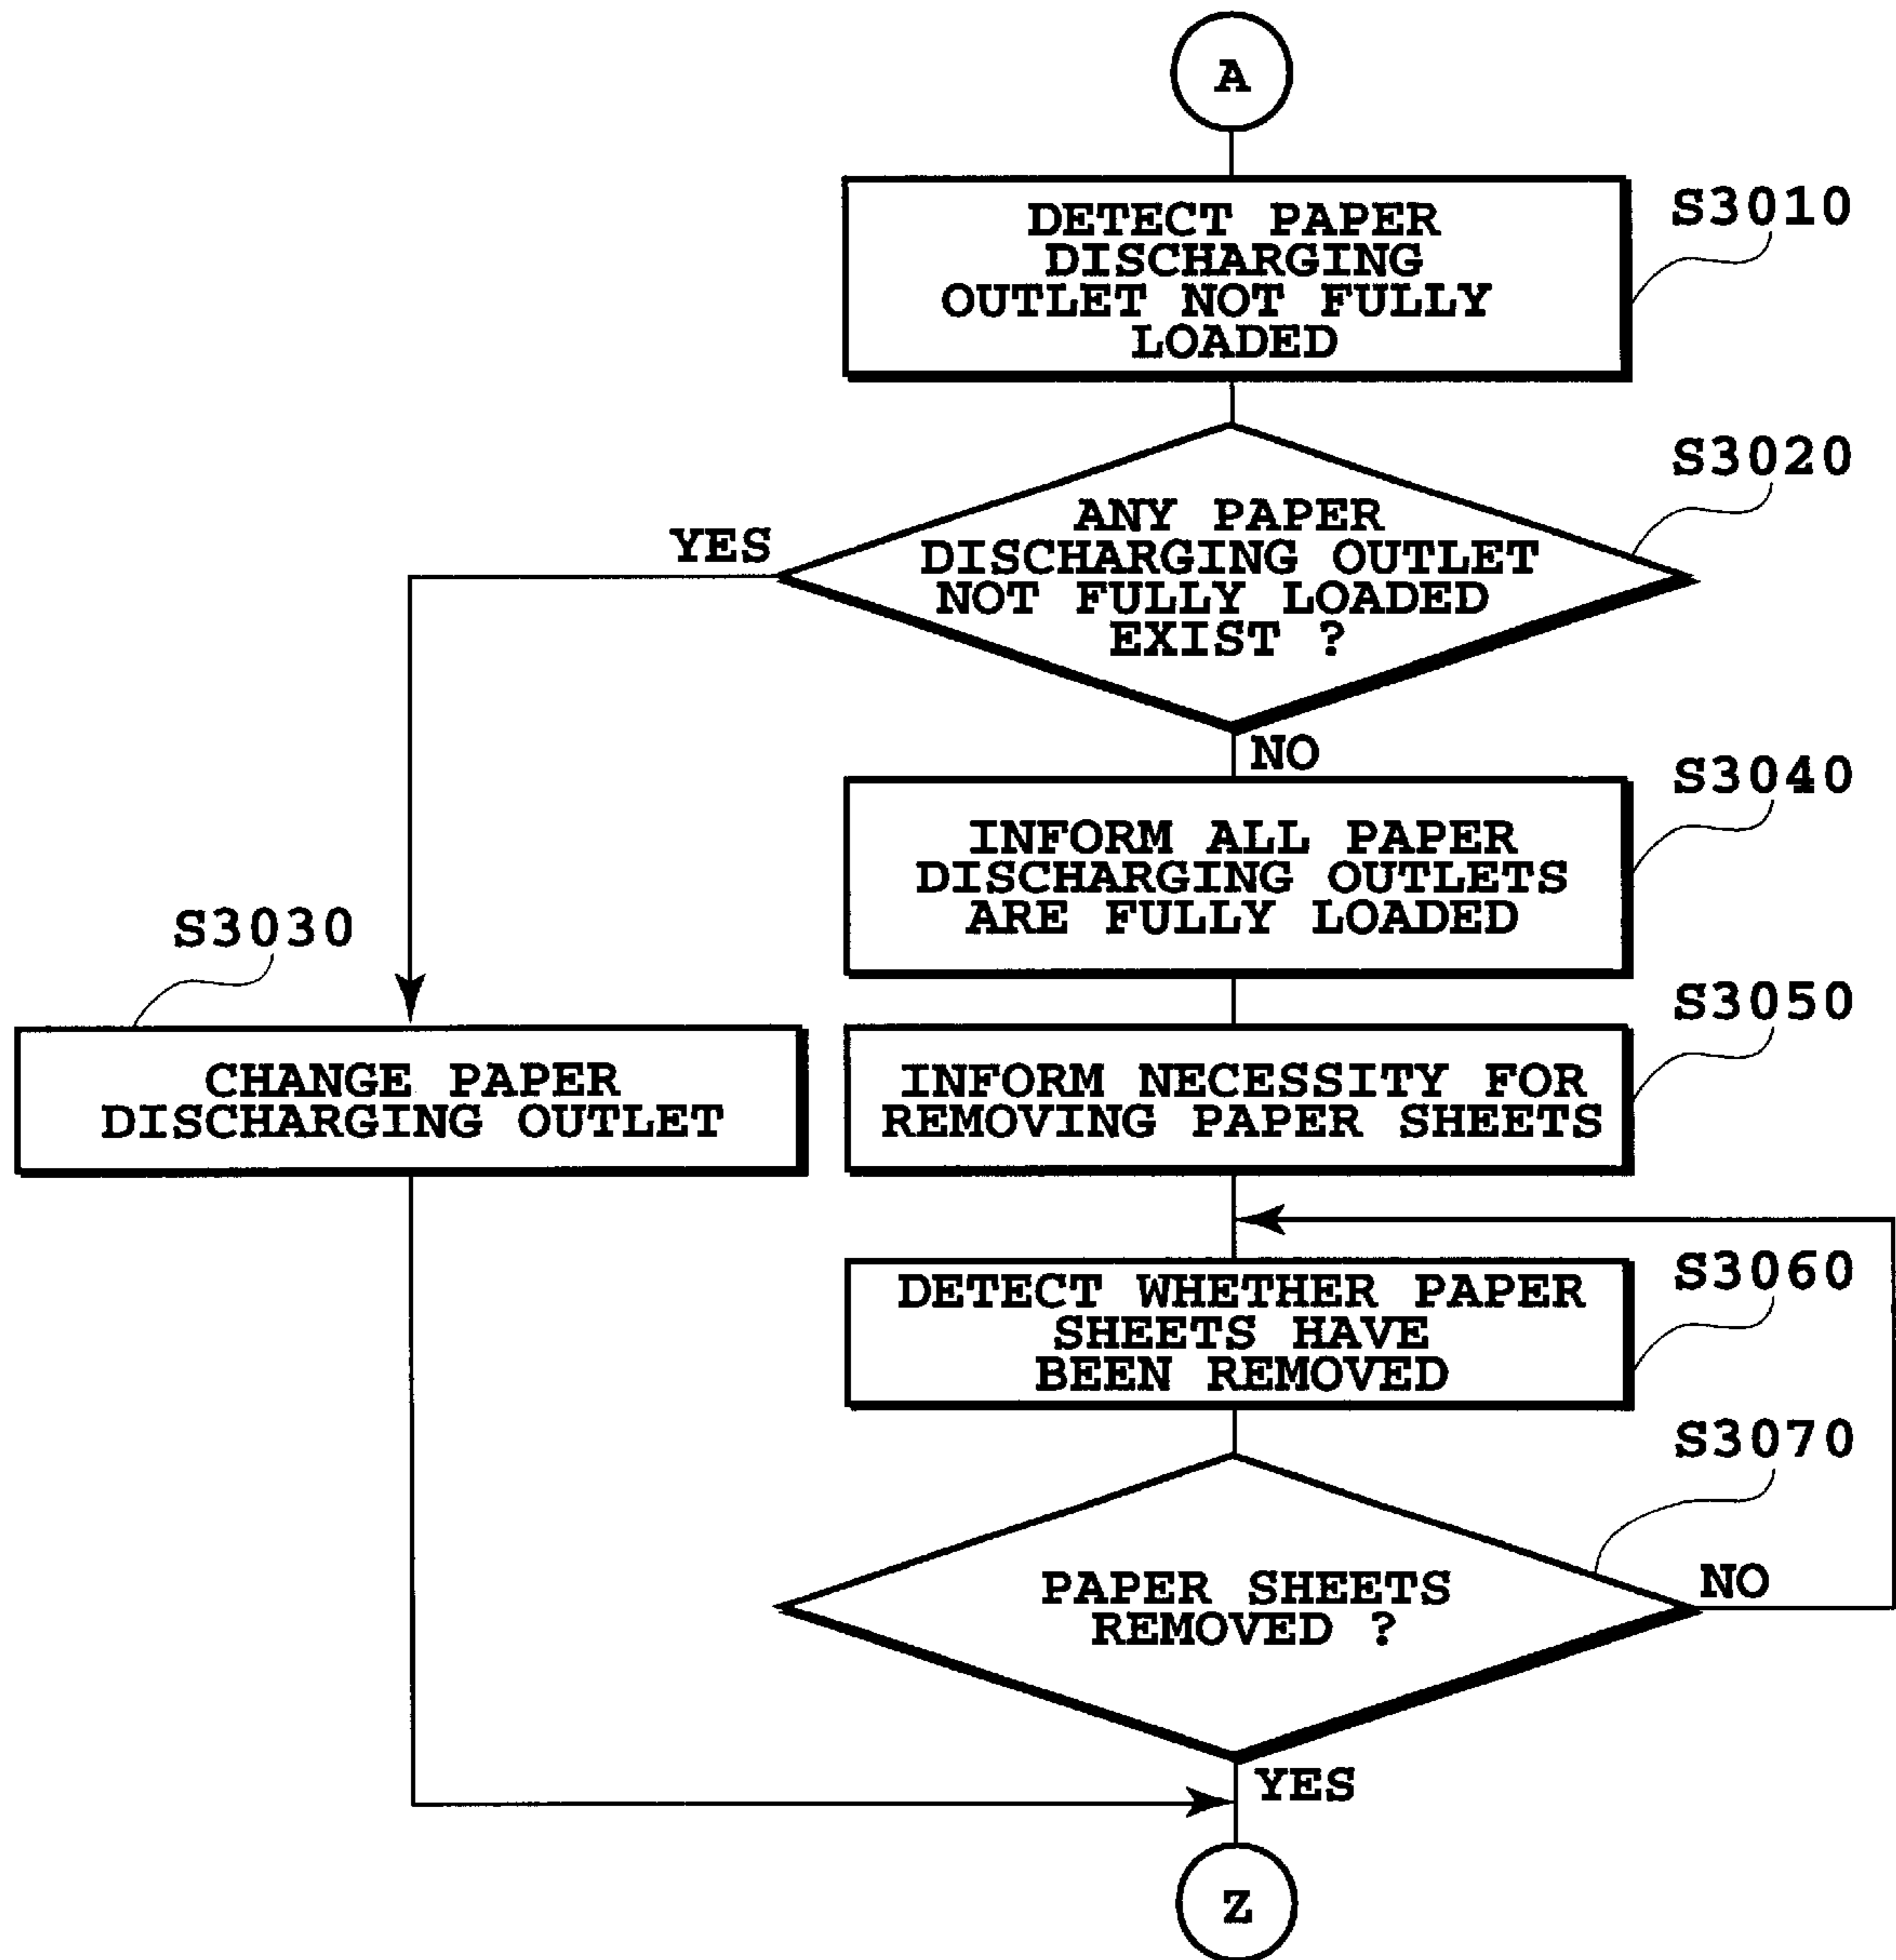 A
DETECT PAPER
DISCHARGING
OUTLET NOT FULLY
LOADED
S3010
ANY PAPER
DISCHARGING OUTLET
NOT FULLY LOADED
EXIST ?
S3020
YES
NO
S3030
CHANGE PAPER
DISCHARGING OUTLET
INFORM ALL PAPER
DISCHARGING OUTLETS
ARE FULLY LOADED
S3040
INFORM NECESSITY FOR
REMOVING PAPER SHEETS
S3050
DETECT WHETHER PAPER
SHEETS HAVE
BEEN REMOVED
S3060
PAPER SHEETS
REMOVED ?
S3070
NO
YES
Z